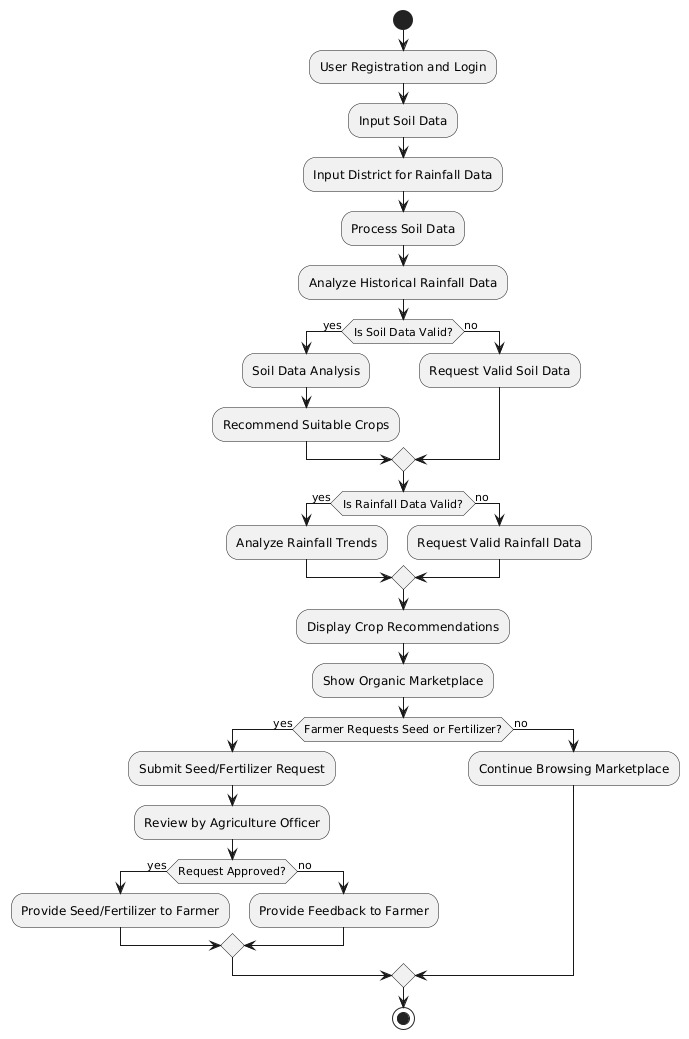 User Registration and Login
Input Soil Data
Input District for Rainfall Data
Process Soil Data
Analyze Historical Rainfall Data
yes
Is Soil Data Valid?
no
Soil Data Analysis
Request Valid Soil Data
Recommend Suitable Crops
yes
Is Rainfall Data Valid?
no
Analyze Rainfall Trends
Request Valid Rainfall Data
Display Crop Recommendations
Show Organic Marketplace
yes
Farmer Requests Seed or Fertilizer?
no
Submit Seed/Fertilizer Request
Continue Browsing Marketplace
Review by Agriculture Officer
yes
Request Approved?
no
Provide Seed/Fertilizer to Farmer
Provide Feedback to Farmer